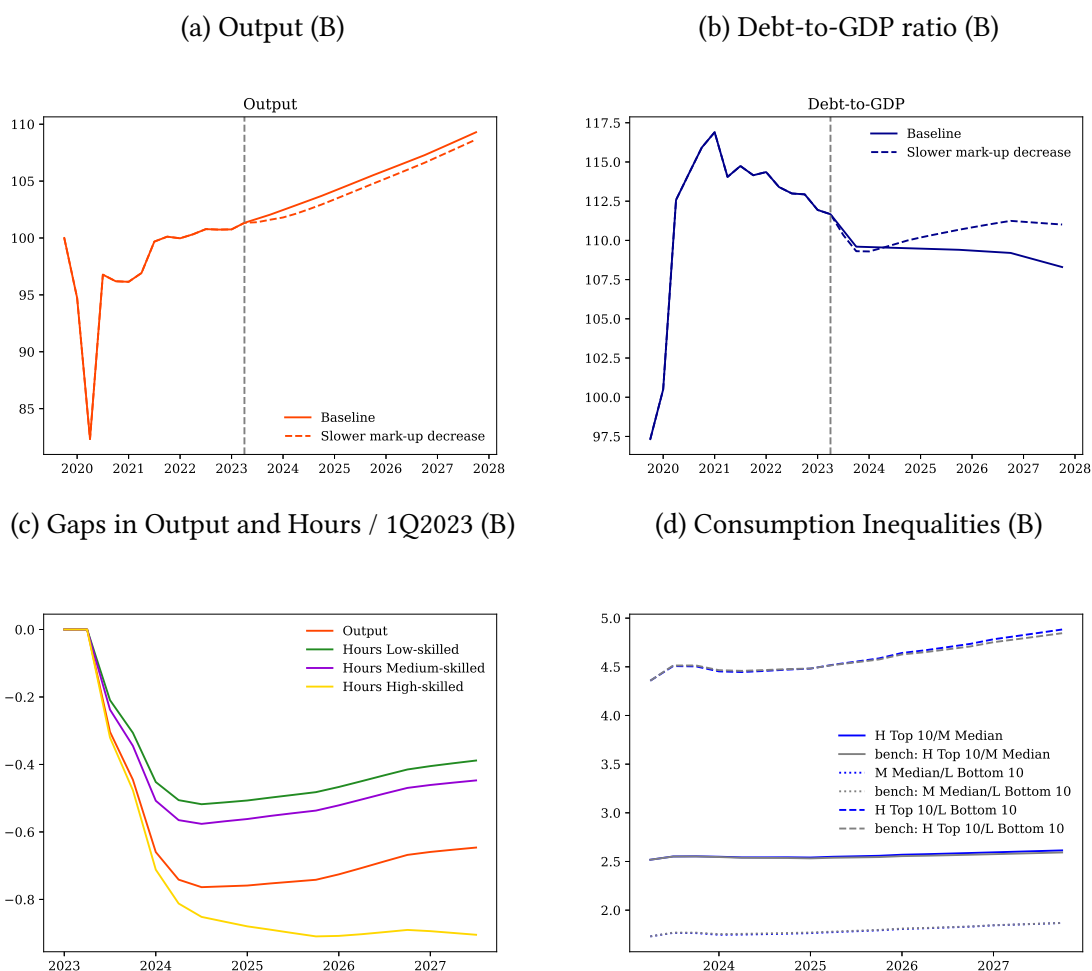 (a) Output (B)
Output
110
105
100
95
90
85
2020 2021 2022 2023 2024 2025 2026 2027 2028
Baseline
Slower mark-up decrease
(b) Debt-to-GDP ratio (B)
Debt-to-GDP
117.5
115.0
112.5
110.0
107.5
105.0
102.5
100.0
97.5
2020 2021 2022 2023 2024 2025 2026 2027 2028
Baseline
Slower mark-up decrease
(c) Gaps in Output and Hours / 1Q2023 (B)
0.0
−0.2
−0.4
−0.6
−0.8
2023 2024 2025 2026 2027
Output
Hours Low-skilled
Hours Medium-skilled
Hours High-skilled
(d) Consumption Inequalities (B)
5.0
4.5
4.0
3.5
3.0
2.5
2.0
2024 2025 2026 2027
H Top 10/M Median
bench: H Top 10/M Median
M Median/L Bottom 10
bench: M Median/L Bottom 10
H Top 10/L Bottom 10
bench: H Top 10/L Bottom 10